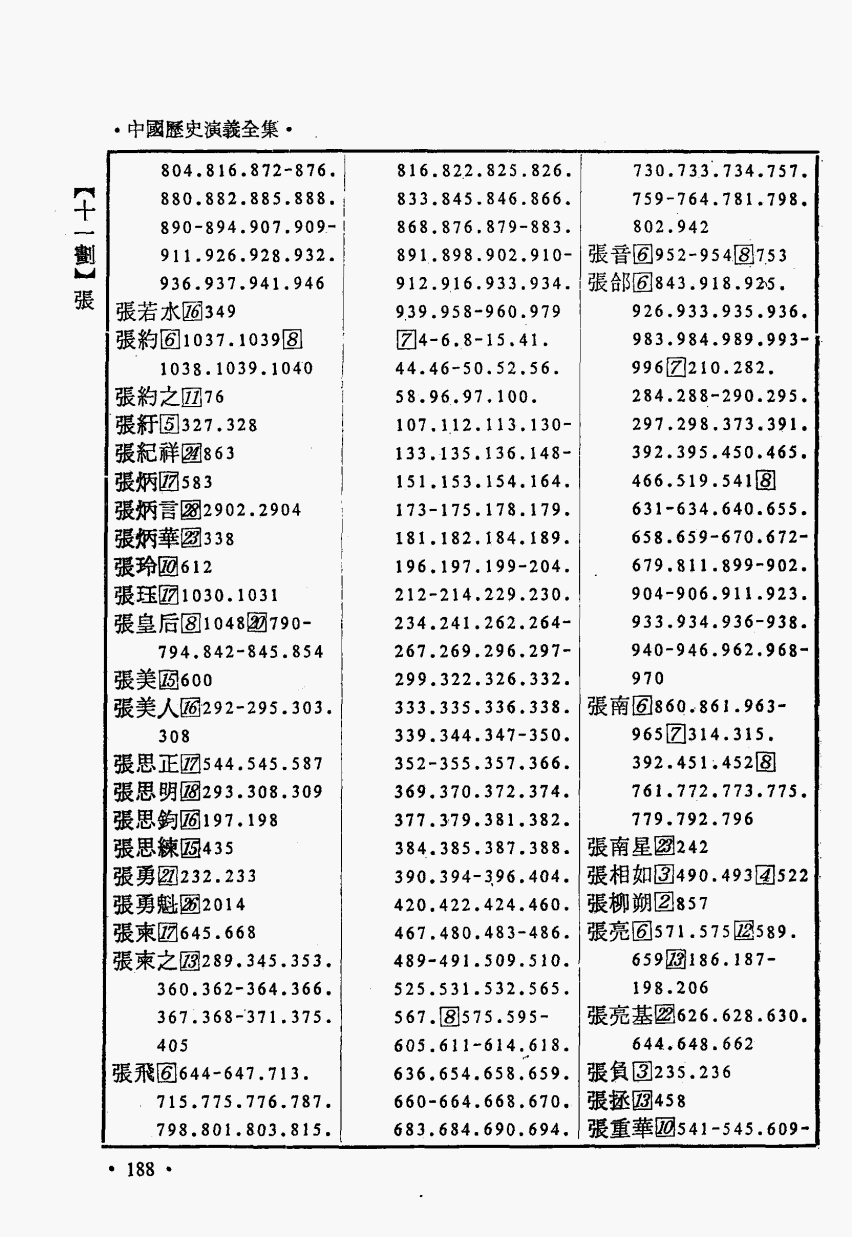 ·中國歷史演義全集·
【十一劃】張
804.816.872-876.
880.882.885.888.
890-894.907.909-
911.926.928.932.
936.937.941.946
張若水[16]349
張約[6]1037.1039[8]
1038.1039.1040
張約之[11]76
張紆[5]327.328
張紀祥[24]863
張炳[17]583
張炳言[28]2902.2904
張炳華[23]338
張玲[10]612
張珏[17]1030.1031
張皇后[8]1048[20]790-
794.842-845.854
張美[15]600
張美人[16]292-295.303.
308
張思正[17]544.545.587
張思明[18]293.308.309
張思鈞[16]197.198
張思練[15]435
張勇[21]232.233
張勇魁[26]2014
張柬[17]645.668
張柬之[13]289.345.353.
360.362-364.366.
367.368-371.375.
405
張飛[6]644-647.713.
715.775.776.787.
798.801.803.815.
816.822.825.826.
833.845.846.866.
868.876.879-883.
891.898.902.910-
912.916.933.934.
939.958-960.979
[7]4-6.8-15.41.
44.46-50.52.56.
58.96.97.100.
107.112.113.130-
133.135.136.148-
151.153.154.164.
173-175.178.179.
181.182.184.189.
196.197.199-204.
212-214.229.230.
234.241.262.264-
267.269.296.297-
299.322.326.332.
333.335.336.338.
339.344.347-350.
352-355.357.366.
369.370.372.374.
377.379.381.382.
384.385.387.388.
390.394-396.404.
420.422.424.460.
467.480.483-486.
489-491.509.510.
525.531.532.565.
567.[8]575.595-
605.611-614.618.
636.654.658.659.
660-664.668.670.
683.684.690.694.
730.733.734.757.
759-764.781.798.
802.942
張音[6]952-954[8]753
張郃[6]843.918.925.
926.933.935.936.
983.984.989.993-
996[7]210.282.
284.288-290.295.
297.298.373.391.
392.395.450.465.
466.519.541[8]
631-634.640.655.
658.659-670.672-
679.811.899-902.
904-906.911.923.
933.934.936-938.
940-946.962.968-
970
張南[6]860.861.963-
965[7]314.315.
392.451.452[8]
761.772.773.775.
779.792.796
張南星[23]242
張相如[3]490.493[4]522
張柳朔[2]857
張亮[6]571.575[12]589.
659[13]186.187-
198.206
張亮基[22]626.628.630.
644.648.662
張負[3]235.236
張拯[13]458
張重華[10]541-545.609-
·188·